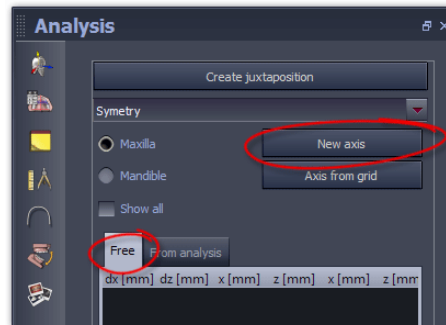 Analysis
Create juxtaposition
Symetry
Maxilla
New axis
Mandible
Axis from grid
Show all
Free
From analysis
dx [mm] dz [mm] x [mm] z [mm] x [mm] z [mm